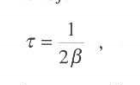 τ = 1/2β ,